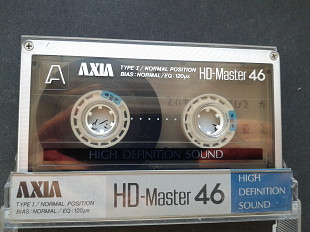 A AXIA TYPE I / NORMAL POSITION HD-Master 46
BIAS: NORMAL / EQ: 120μs
HIGH DEFINITION SOUND
AXIA HD-Master 46 HIGH
TYPE I / NORMAL POSITION DEFINITION
BIAS: NORMAL / EQ: 120μs SOUND